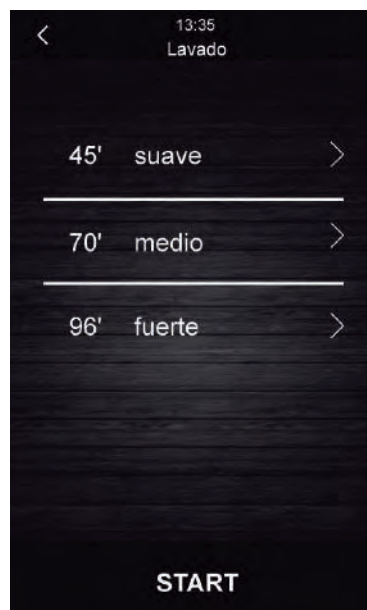 13:35
Lavado
45' suave
70' medio
96' fuerte
START